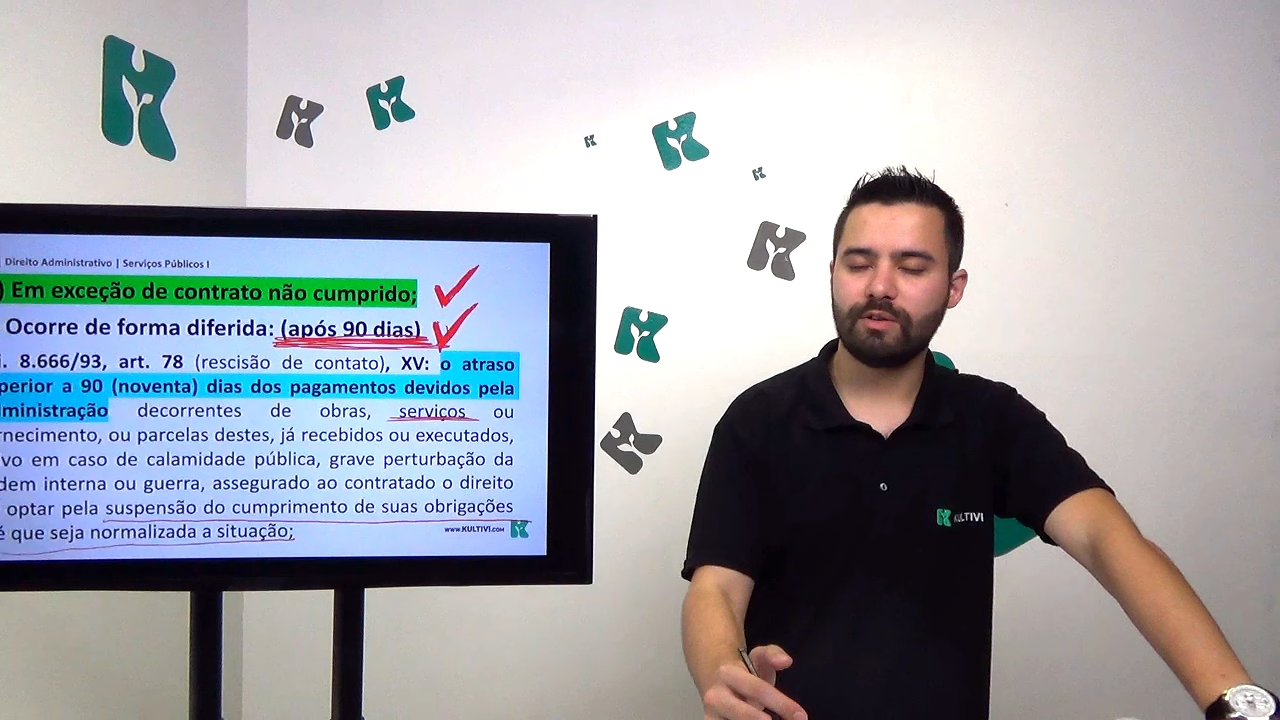 Direito Administrativo | Serviços Públicos I
) Em exceção de contrato não cumprido;
Ocorre de forma diferida: (após 90 dias)
i. 8.666/93, art. 78 (rescisão de contato), XV: o atraso
perior a 90 (noventa) dias dos pagamentos devidos pela
ministração decorrentes de obras, serviços ou
rnecimento, ou parcelas destes, já recebidos ou executados,
vo em caso de calamidade pública, grave perturbação da
dem interna ou guerra, assegurado ao contratado o direito
optar pela suspensão do cumprimento de suas obrigações
é que seja normalizada a situação;
www.KULTIVI.com
KULTIVI